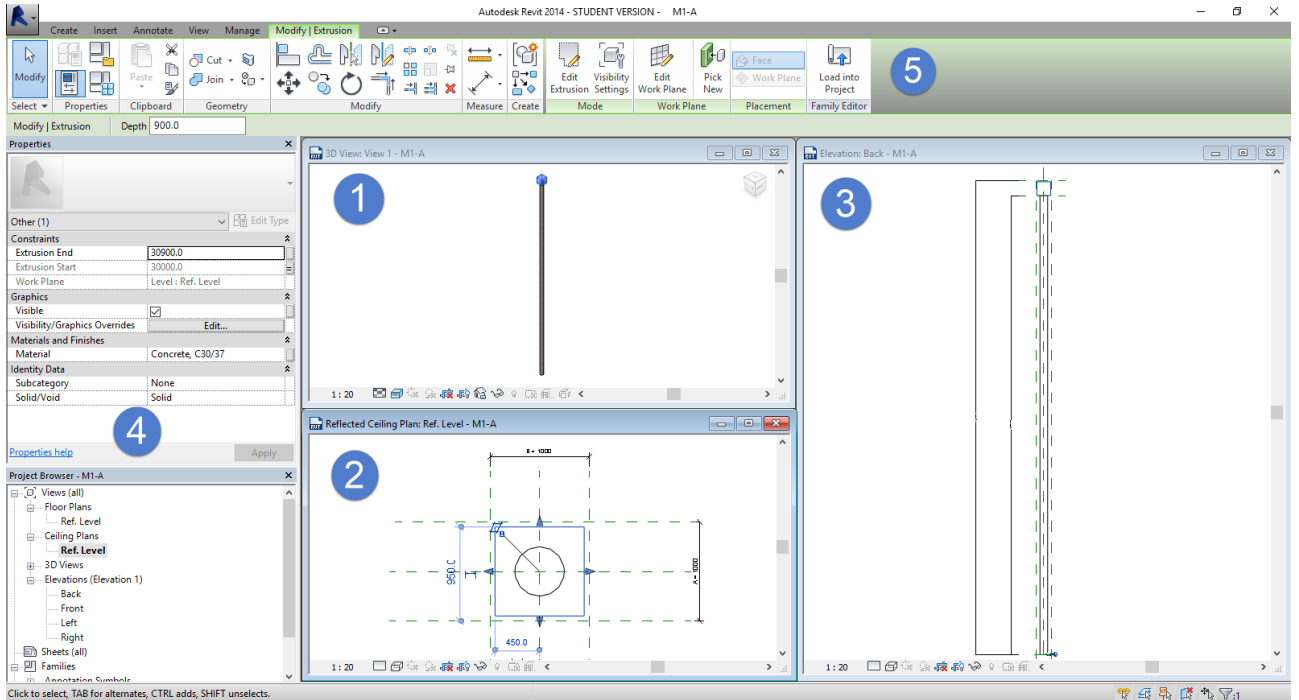 Autodesk Revit 2014 - STUDENT VERSION - M1-A
Create Insert Annotate View Manage Modify | Extrusion
Modify
Paste
Cut
Join
Edit Extrusion
Visibility Settings
Edit Work Plane
Pick New
Face
Work Plane
Load into Project
5
Select Properties Clipboard Geometry Modify Measure Create Mode Work Plane Placement Family Editor
Modify | Extrusion Depth 900.0
Properties
Other (1) Edit Type
Constraints
Extrusion End 30900.0
Extrusion Start 30000.0
Work Plane Level : Ref. Level
Graphics
Visible
Visibility/Graphics Overrides Edit...
Materials and Finishes
Material Concrete, C30/37
Identity Data
Subcategory None
Solid/Void Solid
4
Properties help Apply
Project Browser - M1-A
Views (all)
Floor Plans
Ref. Level
Ceiling Plans
Ref. Level
3D Views
Elevations (Elevation 1)
Back
Front
Left
Right
Sheets (all)
Families
Annotation Symbols
3D View: View 1 - M1-A
1
1 : 20
Reflected Ceiling Plan: Ref. Level - M1-A
2
B = 1000
950.0
A = 1000
450.0
1 : 20
Elevation: Back - M1-A
3
1 : 20
Click to select, TAB for alternates, CTRL adds, SHIFT unselects.
:1